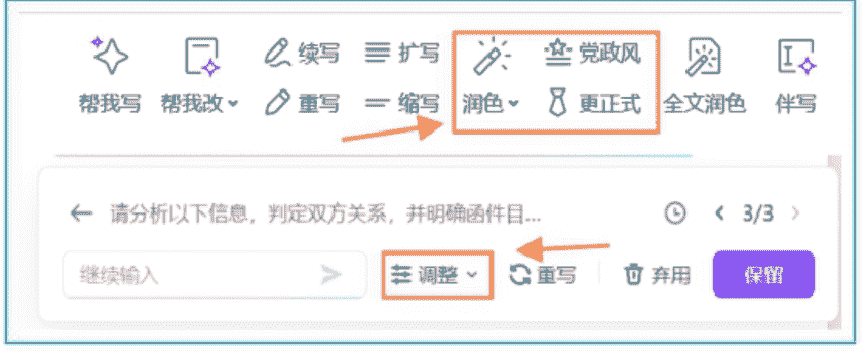 续写 扩写 党政风
帮我写 帮我改 重写 缩写 润色 更正式 全文润色 伴写
请分析以下信息，判定双方关系，并明确函件目... 3/3
继续输入 调整 重写 弃用 保留